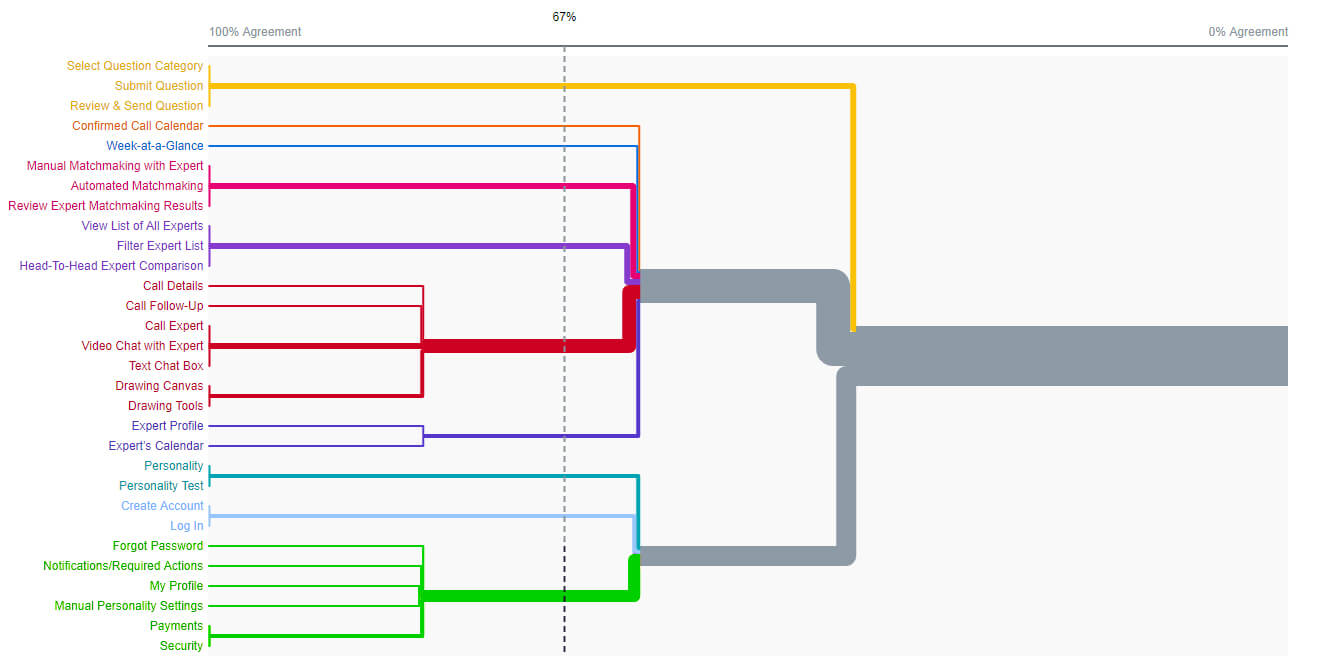 67%
100% Agreement
0% Agreement
Select Question Category
Submit Question
Review & Send Question
Confirmed Call Calendar
Week-at-a-Glance
Manual Matchmaking with Expert
Automated Matchmaking
Review Expert Matchmaking Results
View List of All Experts
Filter Expert List
Head-To-Head Expert Comparison
Call Details
Call Follow-Up
Call Expert
Video Chat with Expert
Text Chat Box
Drawing Canvas
Drawing Tools
Expert Profile
Expert's Calendar
Personality
Personality Test
Create Account
Log In
Forgot Password
Notifications/Required Actions
My Profile
Manual Personality Settings
Payments
Security